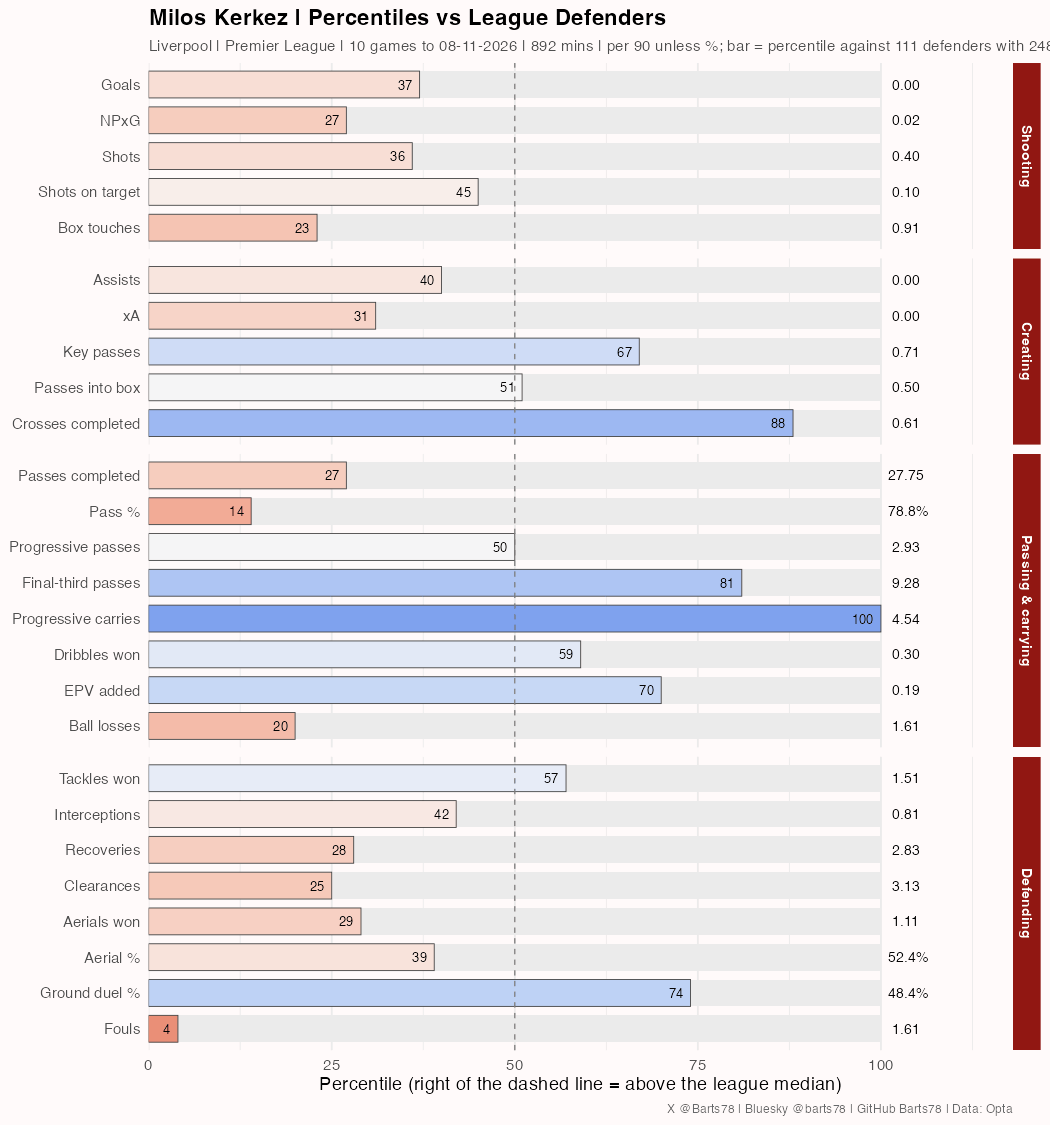 Milos Kerkez | Percentiles vs League Defenders
Liverpool | Premier League | 10 games to 08-11-2026 | 892 mins | per 90 unless %; bar = percentile against 111 defenders with 248
Goals 37 0.00
NPxG 27 0.02
Shots 36 0.40
Shots on target 45 0.10
Box touches 23 0.91
Shooting
Assists 40 0.00
xA 31 0.00
Key passes 67 0.71
Passes into box 51 0.50
Crosses completed 88 0.61
Creating
Passes completed 27 27.75
Pass % 14 78.8%
Progressive passes 50 2.93
Final-third passes 81 9.28
Progressive carries 100 4.54
Dribbles won 59 0.30
EPV added 70 0.19
Ball losses 20 1.61
Passing & carrying
Tackles won 57 1.51
Interceptions 42 0.81
Recoveries 28 2.83
Clearances 25 3.13
Aerials won 29 1.11
Aerial % 39 52.4%
Ground duel % 74 48.4%
Fouls 4 1.61
Defending
0 25 50 75 100
Percentile (right of the dashed line = above the league median)
X @Barts78 | Bluesky @barts78 | GitHub Barts78 | Data: Opta